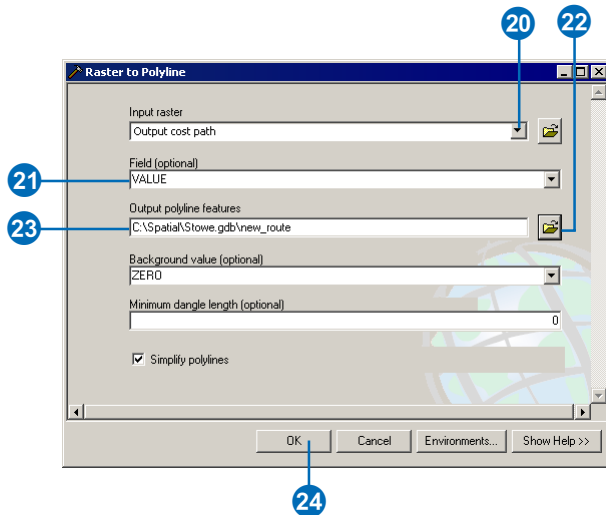 20 22
Raster to Polyline
Input raster
Output cost path
Field (optional)
21 VALUE
Output polyline features
23 C:\Spatial\Stowe.gdb\new_route
Background value (optional)
ZERO
Minimum dangle length (optional)
0
Simplify polylines
OK Cancel Environments... Show Help >>
24